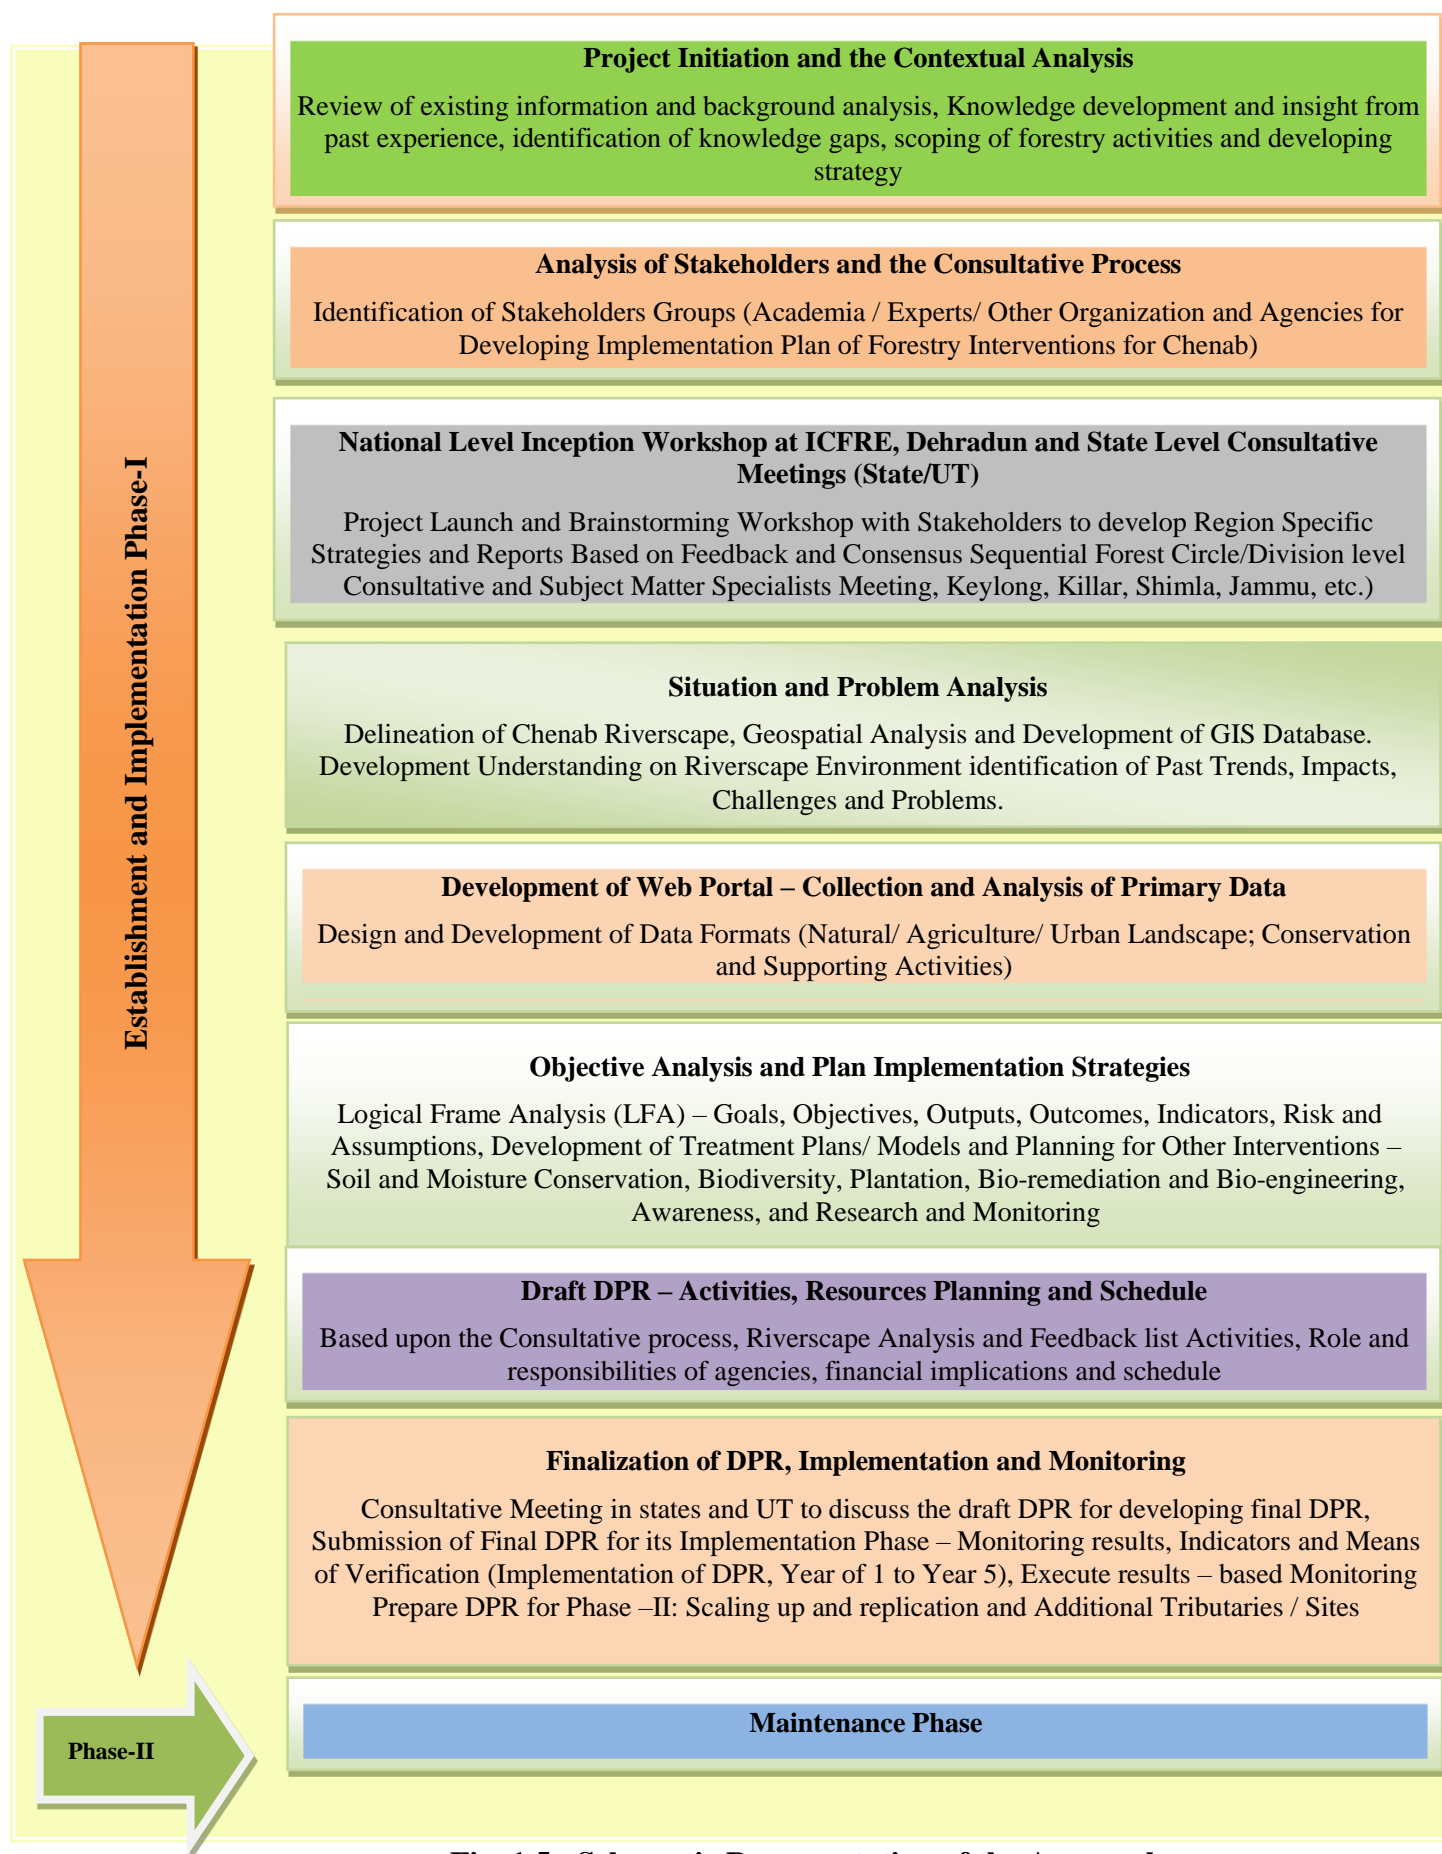 Project Initiation and the Contextual Analysis
Review of existing information and background analysis, Knowledge development and insight from
past experience, identification of knowledge gaps, scoping of forestry activities and developing
strategy
Analysis of Stakeholders and the Consultative Process
Identification of Stakeholders Groups (Academia / Experts/ Other Organization and Agencies for
Developing Implementation Plan of Forestry Interventions for Chenab)
National Level Inception Workshop at ICFRE, Dehradun and State Level Consultative
Meetings (State/UT)
Project Launch and Brainstorming Workshop with Stakeholders to develop Region Specific
Strategies and Reports Based on Feedback and Consensus Sequential Forest Circle/Division level
Consultative and Subject Matter Specialists Meeting, Keylong, Killar, Shimla, Jammu, etc.)
Situation and Problem Analysis
Delineation of Chenab Riverscape, Geospatial Analysis and Development of GIS Database.
Development Understanding on Riverscape Environment identification of Past Trends, Impacts,
Challenges and Problems.
Development of Web Portal – Collection and Analysis of Primary Data
Design and Development of Data Formats (Natural/ Agriculture/ Urban Landscape; Conservation
and Supporting Activities)
Objective Analysis and Plan Implementation Strategies
Logical Frame Analysis (LFA) – Goals, Objectives, Outputs, Outcomes, Indicators, Risk and
Assumptions, Development of Treatment Plans/ Models and Planning for Other Interventions –
Soil and Moisture Conservation, Biodiversity, Plantation, Bio-remediation and Bio-engineering,
Awareness, and Research and Monitoring
Draft DPR – Activities, Resources Planning and Schedule
Based upon the Consultative process, Riverscape Analysis and Feedback list Activities, Role and
responsibilities of agencies, financial implications and schedule
Finalization of DPR, Implementation and Monitoring
Consultative Meeting in states and UT to discuss the draft DPR for developing final DPR,
Submission of Final DPR for its Implementation Phase – Monitoring results, Indicators and Means
of Verification (Implementation of DPR, Year of 1 to Year 5), Execute results – based Monitoring
Prepare DPR for Phase –II: Scaling up and replication and Additional Tributaries / Sites
Maintenance Phase
Establishment and Implementation Phase-I
Phase-II